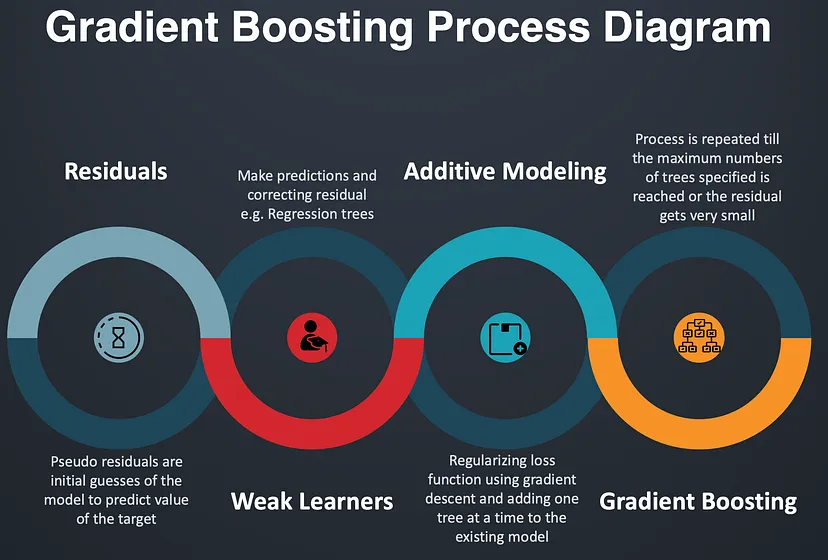 Gradient Boosting Process Diagram
Residuals
Pseudo residuals are
initial guesses of the
model to predict value
of the target
Make predictions and
correcting residual
e.g. Regression trees
Weak Learners
Additive Modeling
Regularizing loss
function using gradient
descent and adding one
tree at a time to the
existing model
Process is repeated till
the maximum numbers
of trees specified is
reached or the residual
gets very small
Gradient Boosting